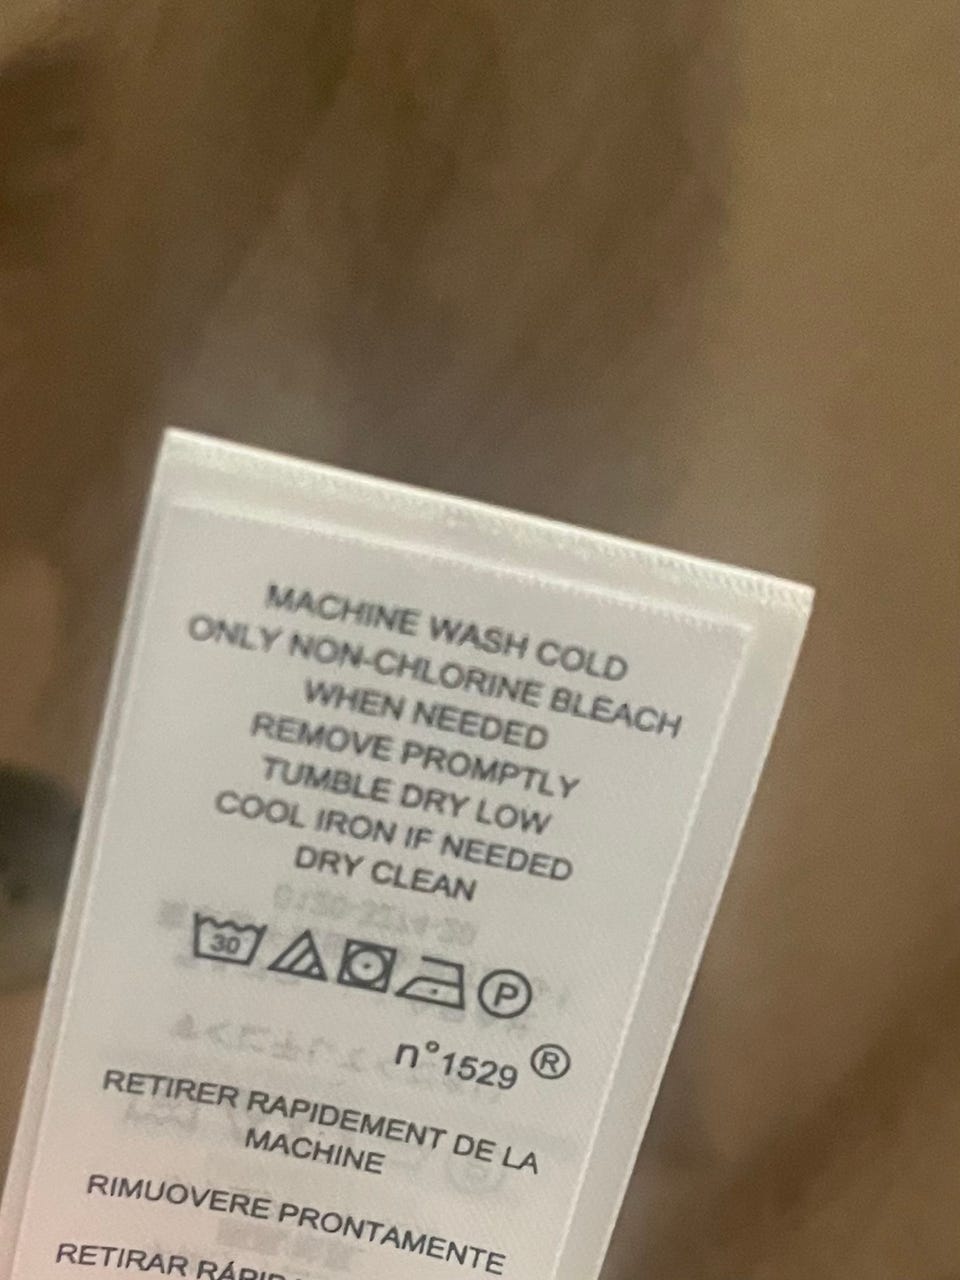 MACHINE WASH COLD
ONLY NON-CHLORINE BLEACH
WHEN NEEDED
REMOVE PROMPTLY
TUMBLE DRY LOW
COOL IRON IF NEEDED
DRY CLEAN
30 P
n°1529 ®
RETIRER RAPIDEMENT DE LA
MACHINE
RIMUOVERE PRONTAMENTE
RETIRAR